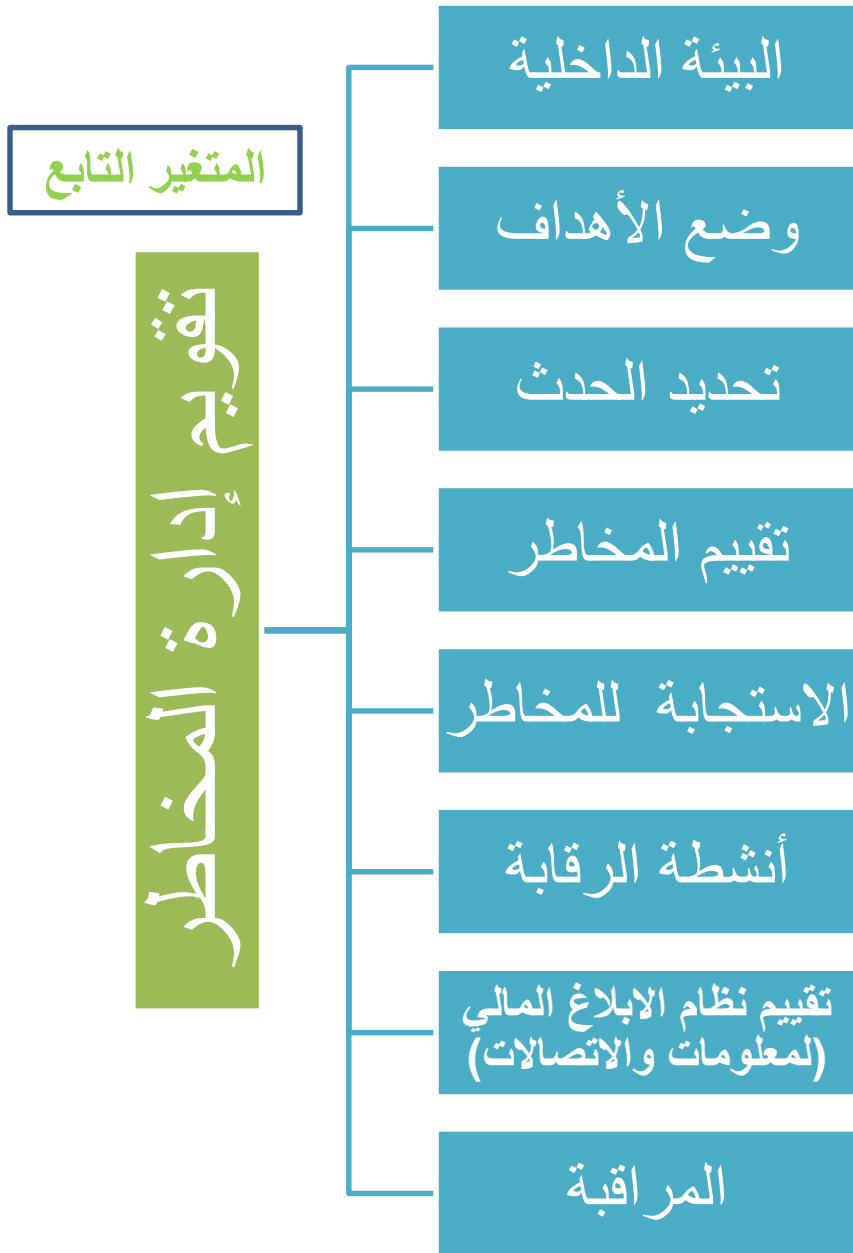 البيئة الداخلية
المتغير التابع
وضع الأهداف
تقويم إدارة المخاطر
تحديد الحدث
تقييم المخاطر
الاستجابة للمخاطر
أنشطة الرقابة
تقييم نظام الابلاغ المالي
(لمعلومات والاتصالات)
المراقبة